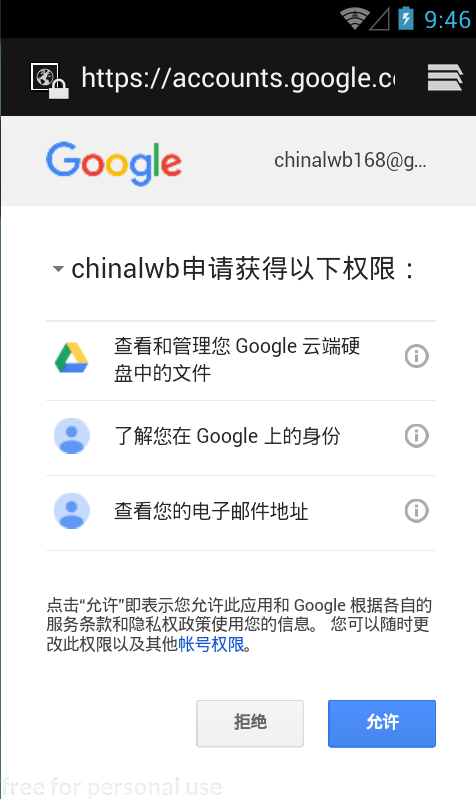 9:46
https://accounts.google.c
Google
chinalwb168@g...
chinalwb申请获得以下权限：
查看和管理您 Google 云端硬
盘中的文件
了解您在 Google 上的身份
查看您的电子邮件地址
点击“允许”即表示您允许此应用和 Google 根据各自的
服务条款和隐私权政策使用您的信息。 您可以随时更
改此权限以及其他帐号权限。
拒绝
允许
free for personal use